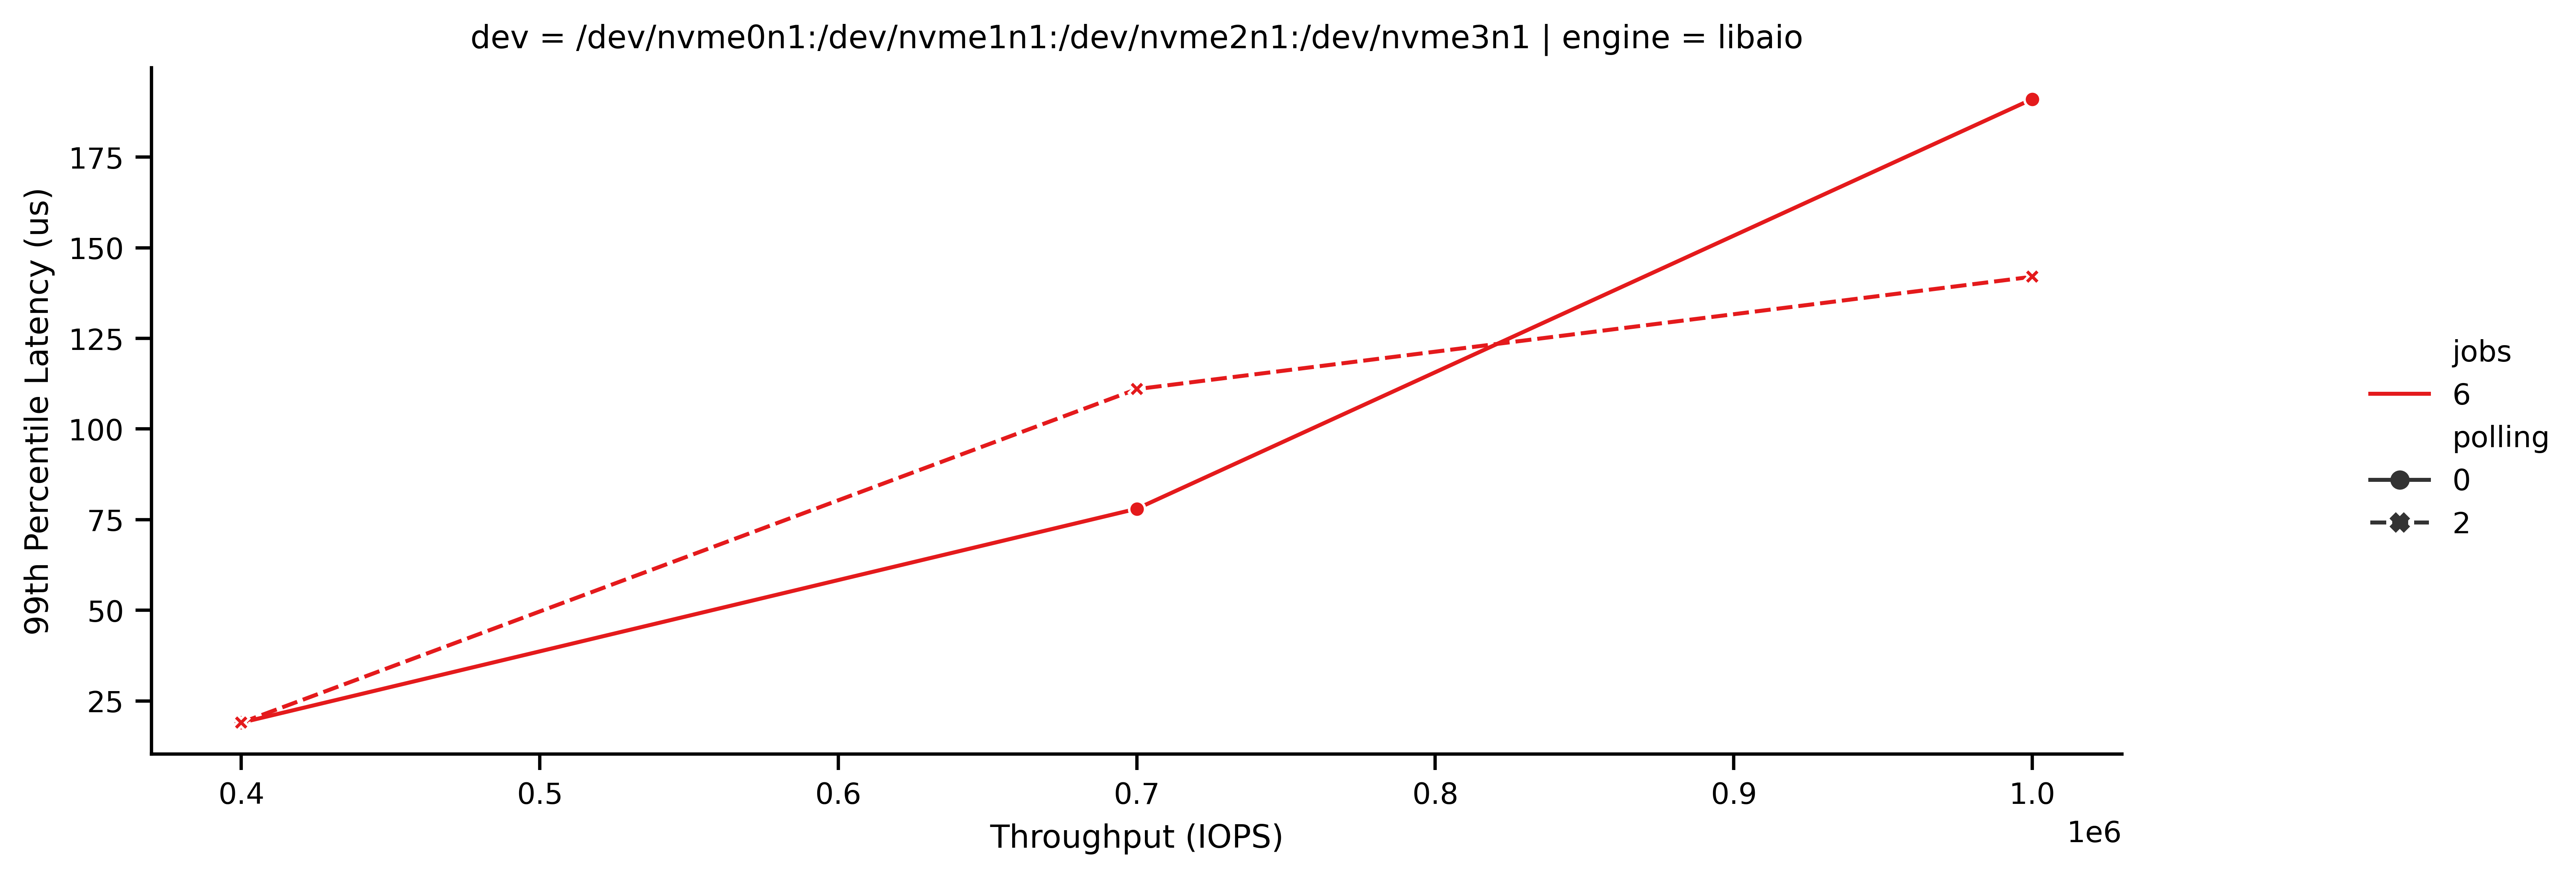 dev = /dev/nvme0n1:/dev/nvme1n1:/dev/nvme2n1:/dev/nvme3n1 | engine = libaio
99th Percentile Latency (us)
175
150
125
100
75
50
25
0.4 0.5 0.6 0.7 0.8 0.9 1.0
1e6
Throughput (IOPS)
jobs
6
polling
0
2